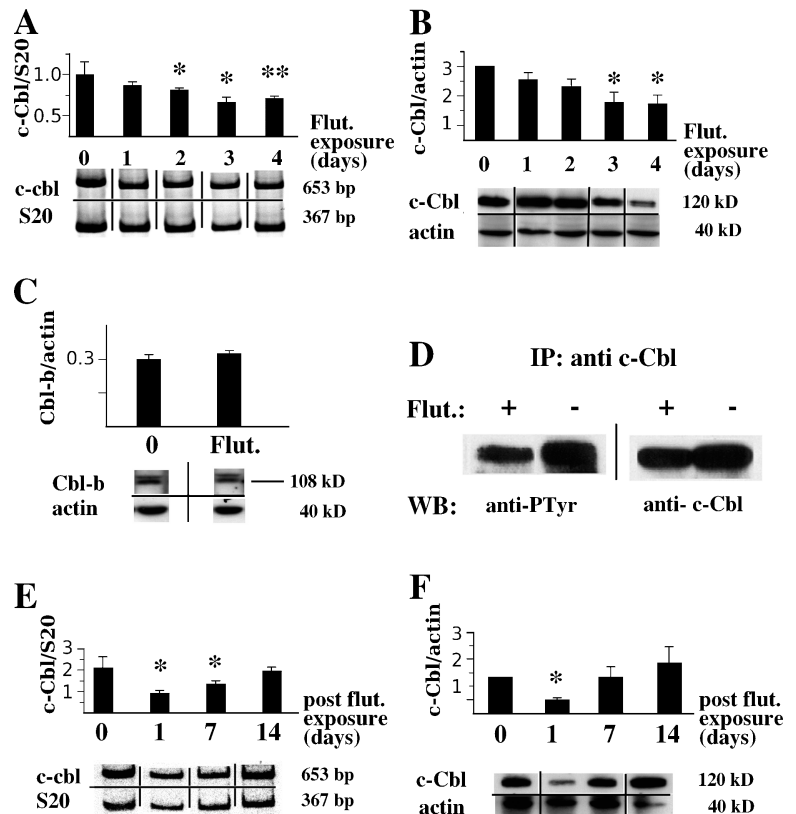 A
c-Cbl/S20
1.0
0.5
* * **
Flut.
exposure
(days)
0 1 2 3 4
c-cbl 653 bp
S20 367 bp
B
c-Cbl/actin
3
2
1
* *
Flut.
exposure
(days)
0 1 2 3 4
c-Cbl 120 kD
actin 40 kD
C
Cbl-b/actin
0.3
0 Flut.
Cbl-b 108 kD
actin 40 kD
D
IP: anti c-Cbl
Flut.: + - + -
WB: anti-PTyr anti- c-Cbl
E
c-Cbl/S20
3
2
1
* *
post flut.
exposure
(days)
0 1 7 14
c-cbl 653 bp
S20 367 bp
F
c-Cbl/actin
3
2
1
*
post flut.
exposure
(days)
0 1 7 14
c-Cbl 120 kD
actin 40 kD